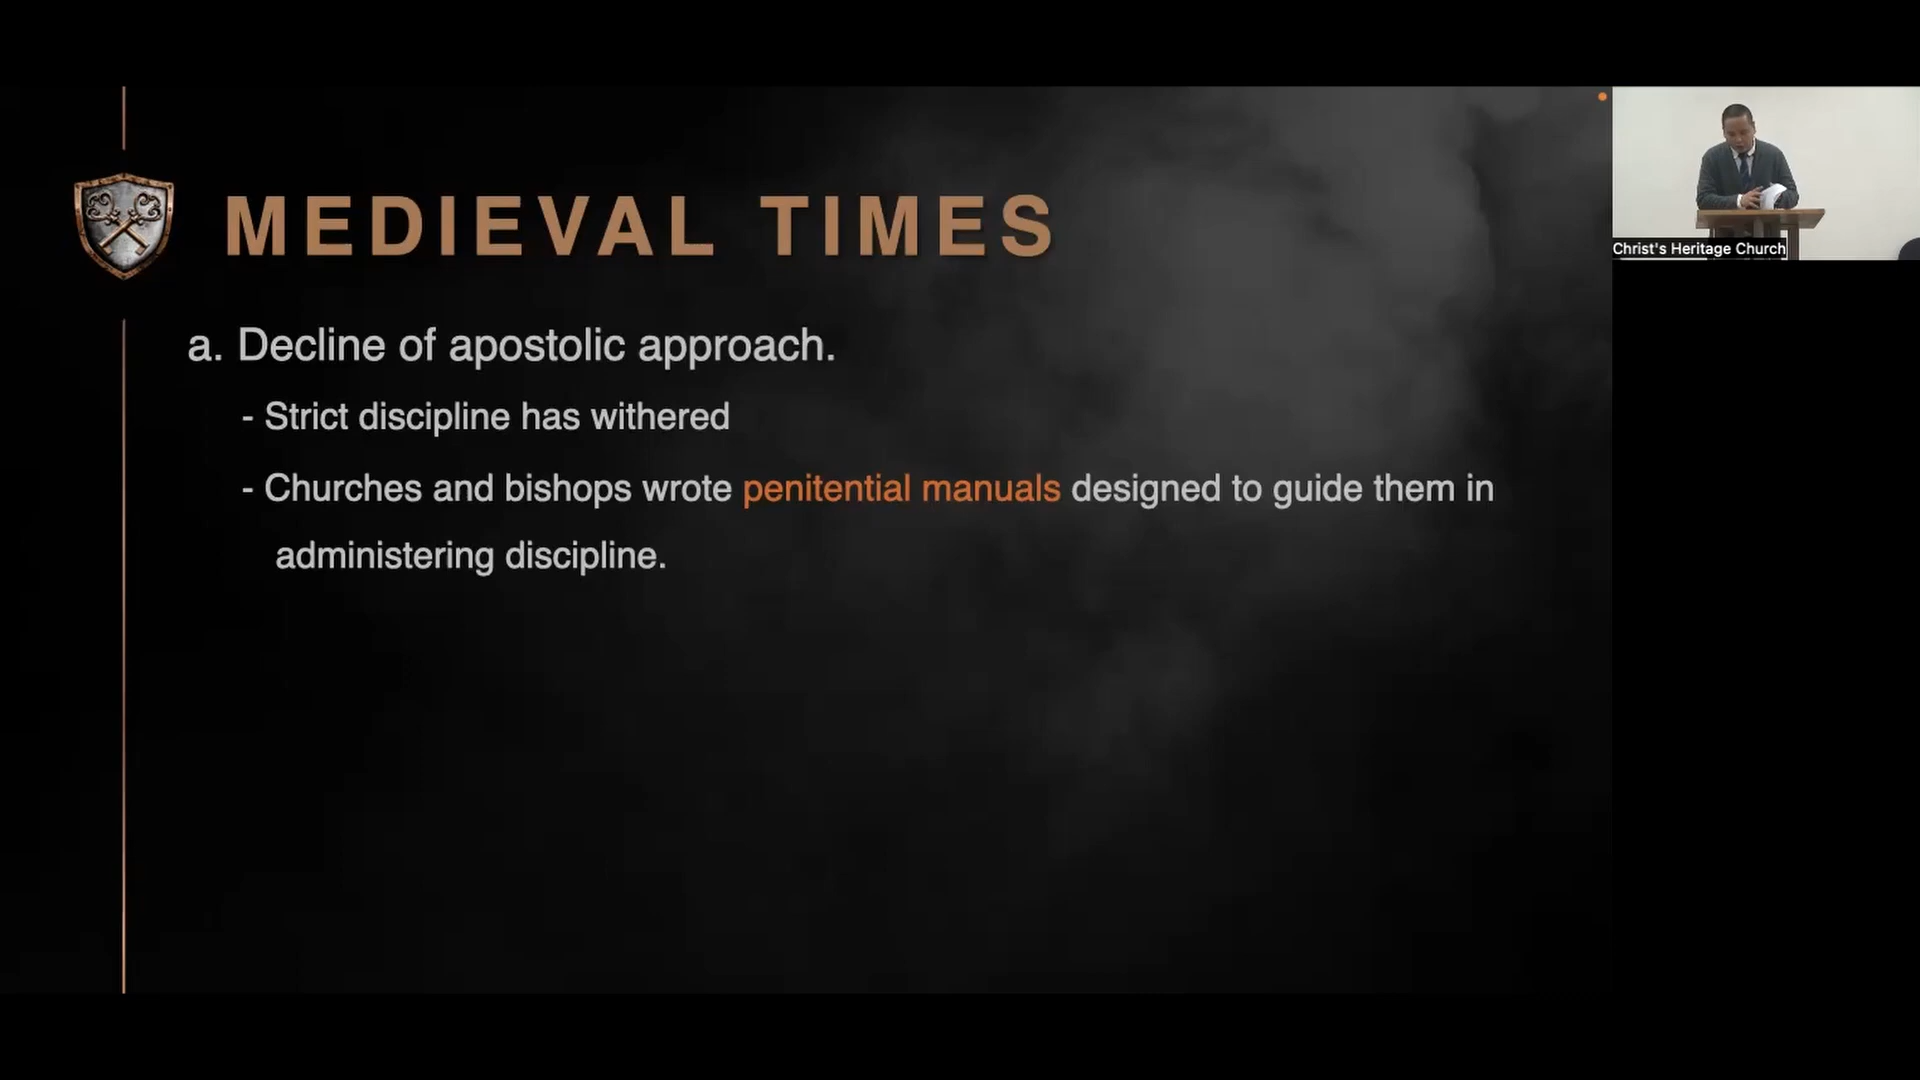 MEDIEVAL TIMES
a. Decline of apostolic approach.
- Strict discipline has withered
- Churches and bishops wrote penitential manuals designed to guide them in
administering discipline.
Christ's Heritage Church